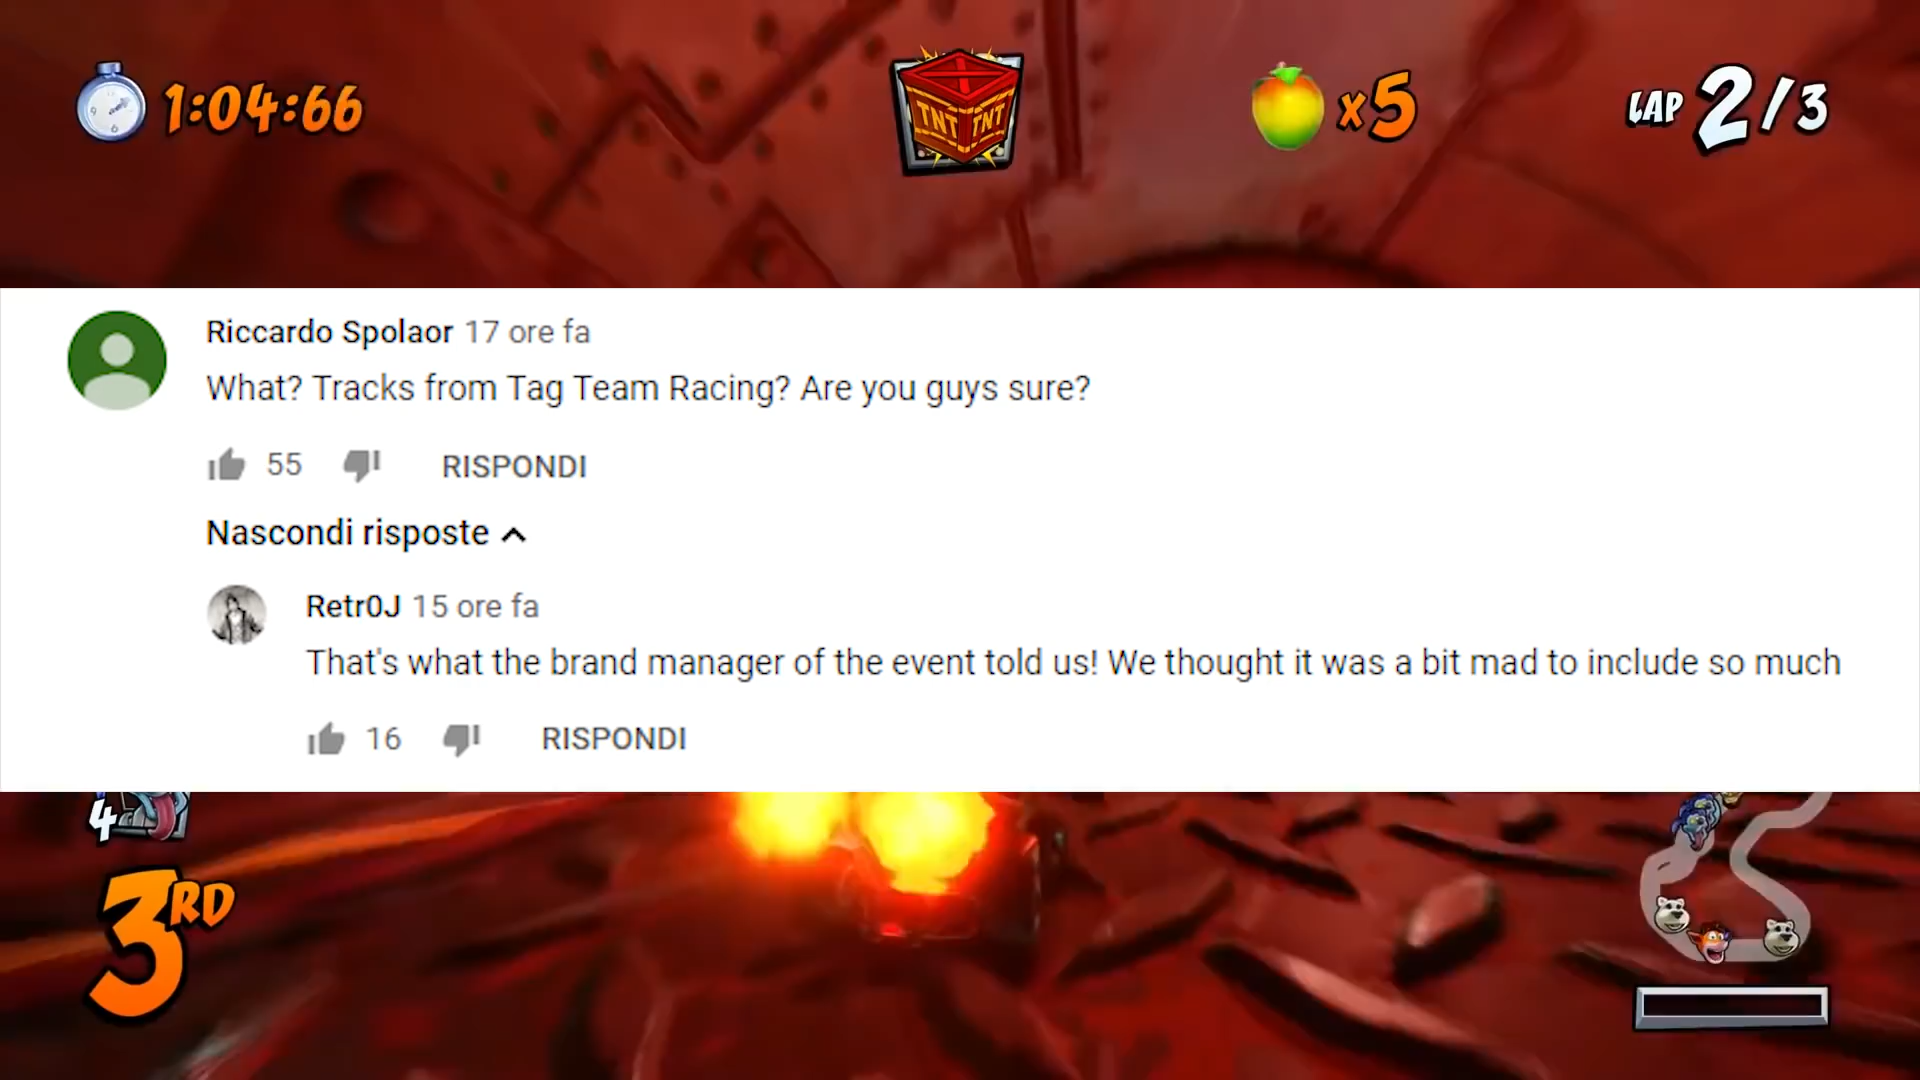 1:04:66
TNT TNT
x5
LAP 2/3
Riccardo Spolaor 17 ore fa
What? Tracks from Tag Team Racing? Are you guys sure?
55 RISPONDI
Nascondi risposte
Retr0J 15 ore fa
That's what the brand manager of the event told us! We thought it was a bit mad to include so much
16 RISPONDI
4
3RD